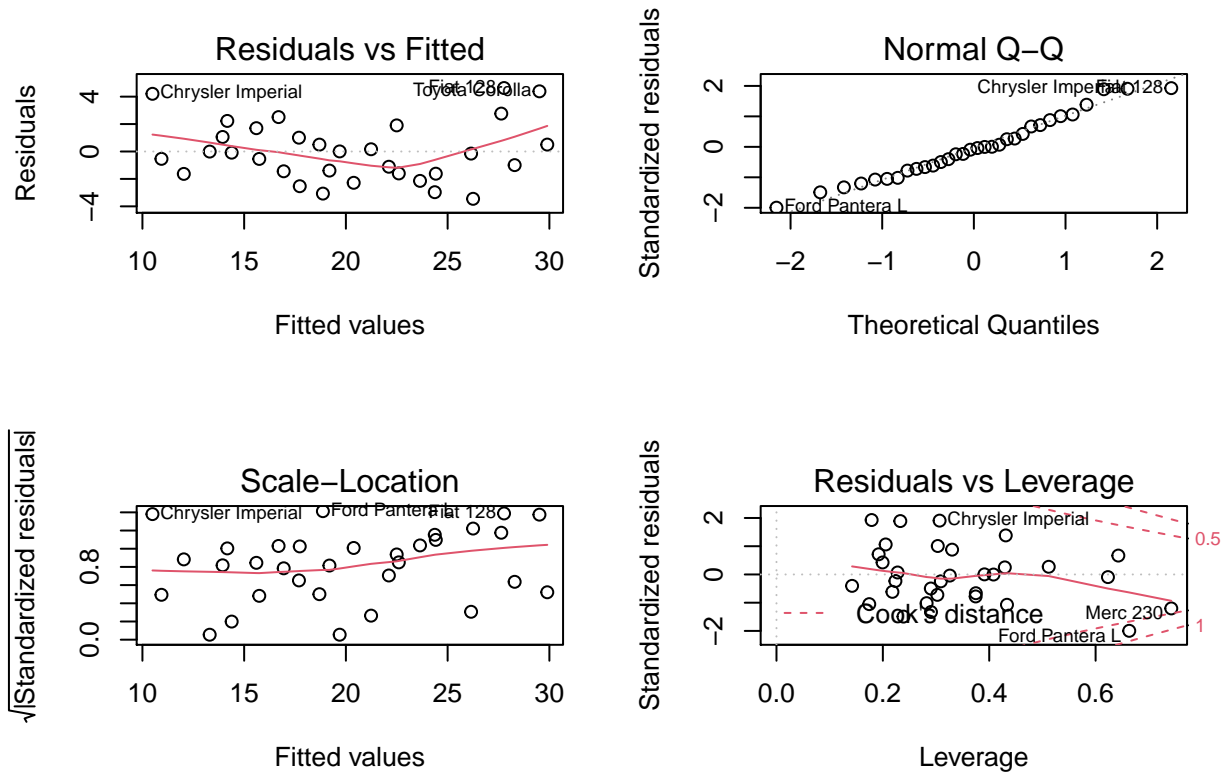 Residuals vs Fitted
Residuals
4
0
−4
Chrysler Imperial
Fiat 128
Toyota Corolla
10 15 20 25 30
Fitted values
Normal Q−Q
Standardized residuals
2
0
−2
Chrysler Imperial
Fiat 128
Ford Pantera L
−2 −1 0 1 2
Theoretical Quantiles
Scale−Location
√|Standardized residuals|
0.8
0.0
Chrysler Imperial
Ford Pantera L
Fiat 128
10 15 20 25 30
Fitted values
Residuals vs Leverage
Standardized residuals
2
0
−2
Chrysler Imperial
0.5
Cook's distance
Merc 230
1
Ford Pantera L
0.0 0.2 0.4 0.6
Leverage